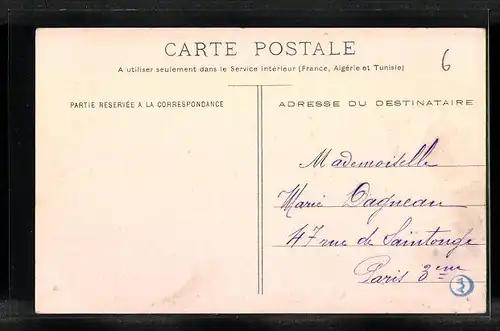 CARTE POSTALE
6
A utiliser seulement dans le Service intérieur (France, Algérie et Tunisie)
PARTIE RÉSERVÉE A LA CORRESPONDANCE
ADRESSE DU DESTINATAIRE
Mademoiselle
Marie Dagneau
47 rue de Saintonge
Paris 3eme